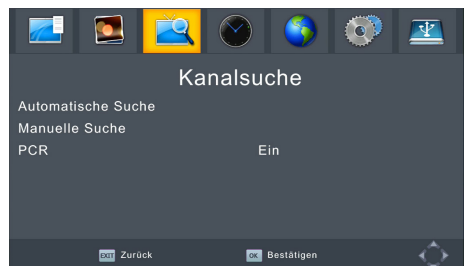 Kanalsuche
Automatische Suche
Manuelle Suche
PCR Ein
EXIT Zurück OK Bestätigen